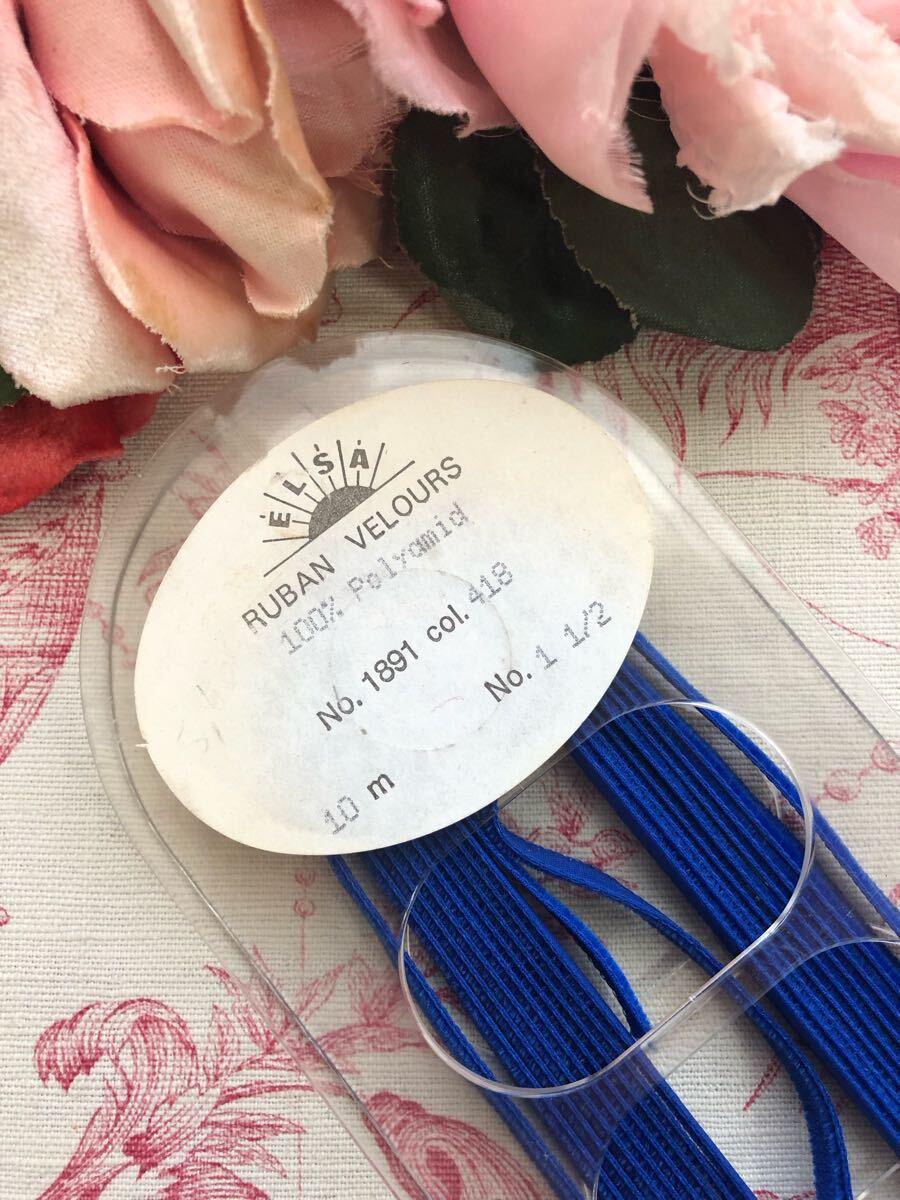 ELSA
RUBAN VELOURS
100% Polyamid
No. 1891 col. 418
No. 1 1/2
10 m